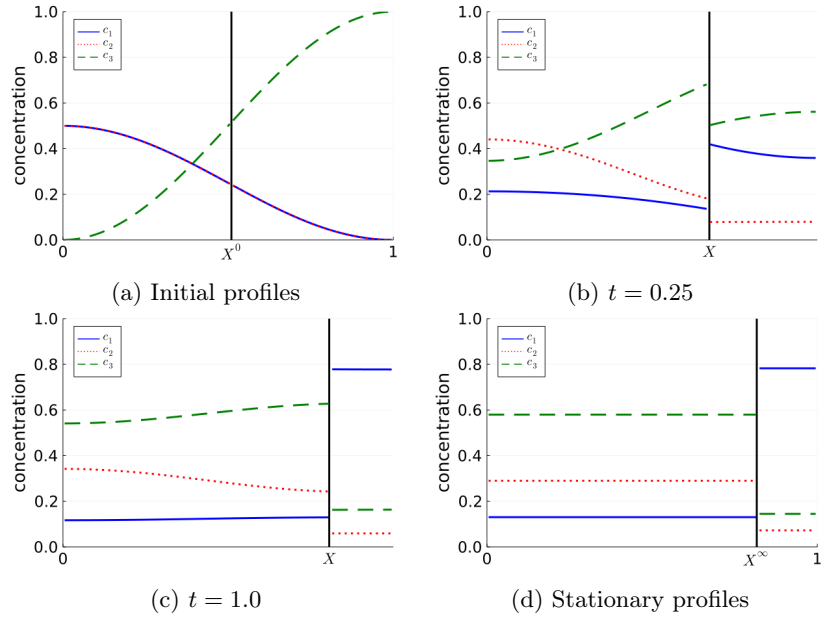 concentration
1.0
0.8
0.6
0.4
0.2
0.0
c₁
c₂
c₃
0
X⁰
1
(a) Initial profiles
concentration
1.0
0.8
0.6
0.4
0.2
0.0
c₁
c₂
c₃
0
X
(b) t = 0.25
concentration
1.0
0.8
0.6
0.4
0.2
0.0
c₁
c₂
c₃
0
X
(c) t = 1.0
concentration
1.0
0.8
0.6
0.4
0.2
0.0
c₁
c₂
c₃
0
X^∞
1
(d) Stationary profiles